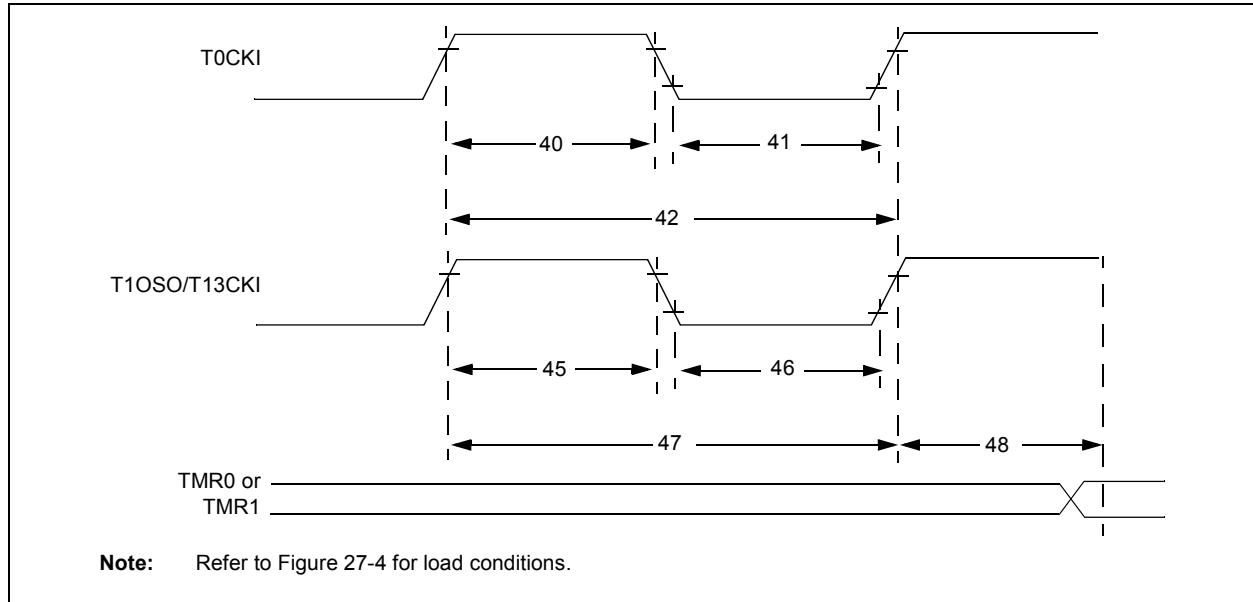 T0CKI
40
41
42
T1OSO/T13CKI
45
46
47
48
TMR0 or
TMR1
Note: Refer to Figure 27-4 for load conditions.